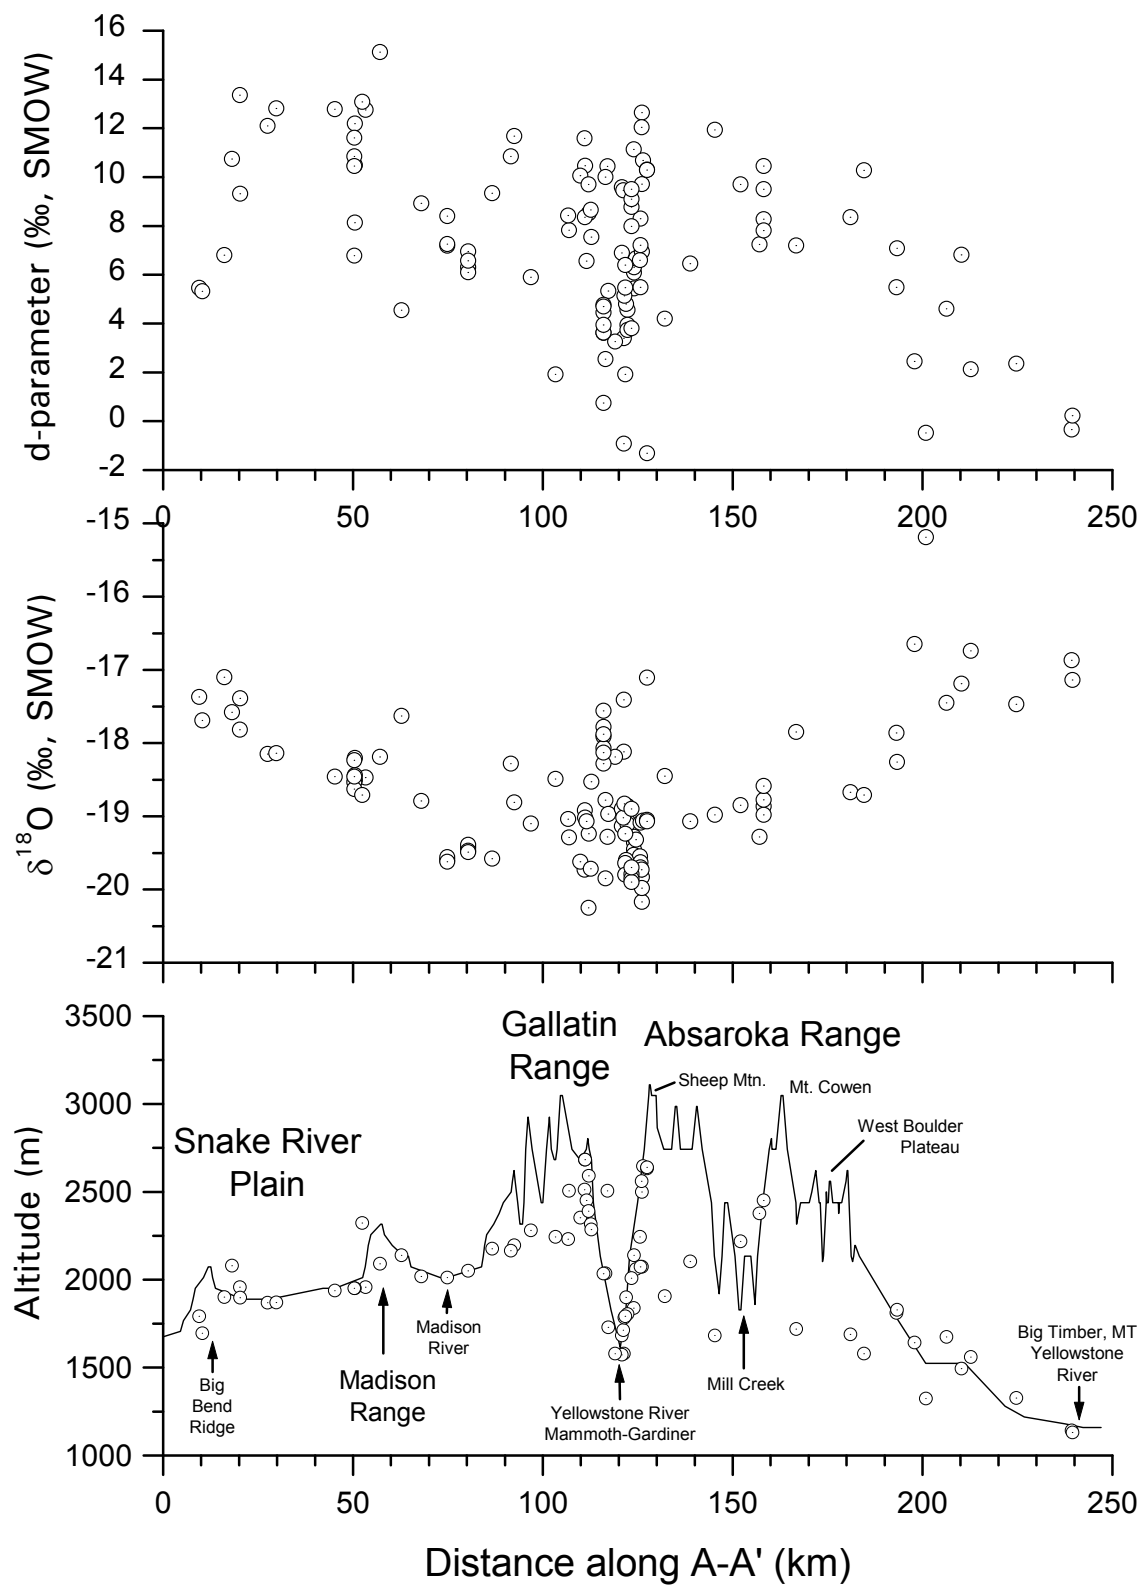 16
14
12
10
8
6
4
2
0
-2
d-parameter (‰, SMOW)
0
50
100
150
200
250
-15
-16
-17
-18
-19
-20
-21
δ18O (‰, SMOW)
3500
3000
2500
2000
1500
1000
Altitude (m)
Gallatin
Range
Absaroka Range
Sheep Mtn.
Mt. Cowen
West Boulder
Plateau
Snake River
Plain
Big
Bend
Ridge
Madison
Range
Madison
River
Yellowstone River
Mammoth-Gardiner
Mill Creek
Big Timber, MT
Yellowstone
River
0
50
100
150
200
250
Distance along A-A' (km)